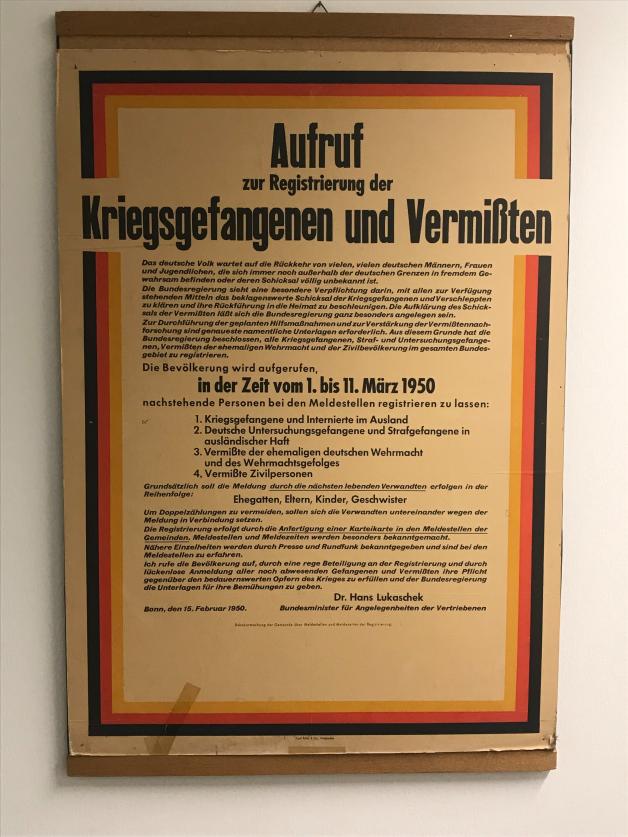 Aufruf
zur Registrierung der
Kriegsgefangenen und Vermißten
Das deutsche Volk wartet auf die Rückkehr von vielen, vielen deutschen Männern, Frauen
und Jugendlichen, die sich immer noch außerhalb der deutschen Grenzen in fremdem Ge-
wahrsam befinden oder deren Schicksal völlig unbekannt ist.
Die Bundesregierung sieht eine besondere Verpflichtung darin, mit allen zur Verfügung
stehenden Mitteln das beklagenswerte Schicksal der Kriegsgefangenen und Verschleppten
zu klären und ihre Rückführung in die Heimat zu beschleunigen. Die Aufklärung des Schick-
sals der Vermißten läßt sich die Bundesregierung ganz besonders angelegen sein.
Zur Durchführung der geplanten Hilfsmaßnahmen und zur Verstärkung der Vermißtennach-
forschung sind genaueste namentliche Unterlagen erforderlich. Aus diesem Grunde hat die
Bundesregierung beschlossen, alle Kriegsgefangenen, Straf- und Untersuchungsgefange-
nen, Vermißten der ehemaligen Wehrmacht und der Zivilbevölkerung im gesamten Bundes-
gebiet zu registrieren.
Die Bevölkerung wird aufgerufen,
in der Zeit vom 1. bis 11. März 1950
nachstehende Personen bei den Meldestellen registrieren zu lassen:
1. Kriegsgefangene und Internierte im Ausland
2. Deutsche Untersuchungsgefangene und Strafgefangene in
ausländischer Haft
3. Vermißte der ehemaligen deutschen Wehrmacht
und des Wehrmachtsgefolges
4. Vermißte Zivilpersonen
Grundsätzlich soll die Meldung durch die nächsten lebenden Verwandten erfolgen in der
Reihenfolge:
Ehegatten, Eltern, Kinder, Geschwister
Um Doppelzählungen zu vermeiden, sollen sich die Verwandten untereinander wegen der
Meldung in Verbindung setzen.
Die Registrierung erfolgt durch die Anfertigung einer Karteikarte in den Meldestellen der
Gemeinden. Meldestellen und Meldezeiten werden besonders bekanntgemacht.
Nähere Einzelheiten werden durch Presse und Rundfunk bekanntgegeben und sind bei den
Meldestellen zu erfahren.
Ich rufe die Bevölkerung auf, durch eine rege Beteiligung an der Registrierung und durch
lückenlose Anmeldung aller noch abwesenden Gefangenen und Vermißten ihre Pflicht
gegenüber den bedauernswerten Opfern des Krieges zu erfüllen und der Bundesregierung
die Unterlagen für ihre Bemühungen zu geben.
Dr. Hans Lukaschek
Bonn, den 15. Februar 1950. Bundesminister für Angelegenheiten der Vertriebenen
Bekanntmachung der Gemeinde über Meldestellen und Meldezeiten der Registrierung: